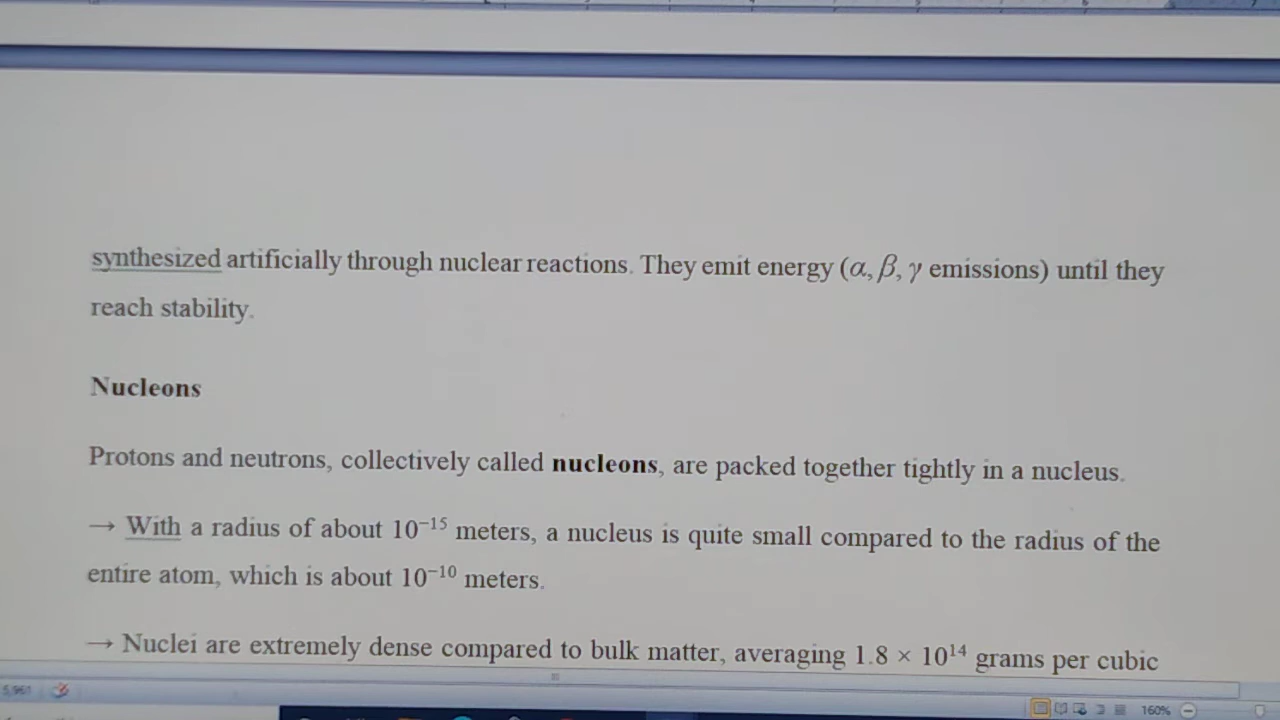 synthesized artificially through nuclear reactions. They emit energy (α, β, γ emissions) until they
reach stability.
Nucleons
Protons and neutrons, collectively called nucleons, are packed together tightly in a nucleus.
→ With a radius of about 10⁻¹⁵ meters, a nucleus is quite small compared to the radius of the
entire atom, which is about 10⁻¹⁰ meters.
→ Nuclei are extremely dense compared to bulk matter, averaging 1.8 × 10¹⁴ grams per cubic
160%